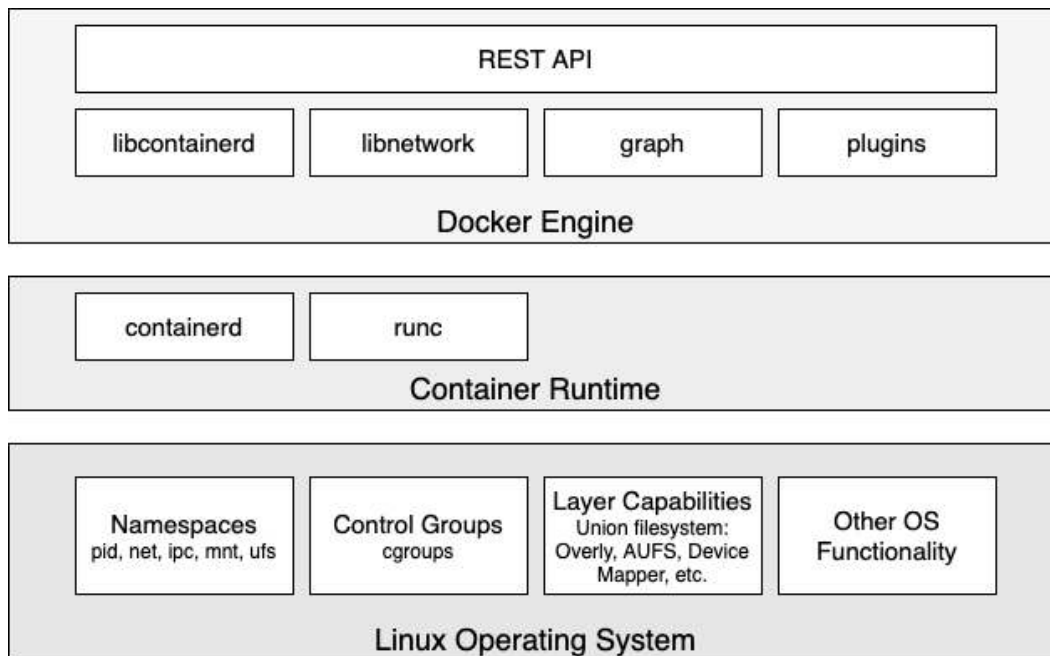 REST API
libcontainerd
libnetwork
graph
plugins
Docker Engine
containerd
runc
Container Runtime
Namespaces
pid, net, ipc, mnt, ufs
Control Groups
cgroups
Layer Capabilities
Union filesystem:
Overly, AUFS, Device
Mapper, etc.
Other OS
Functionality
Linux Operating System